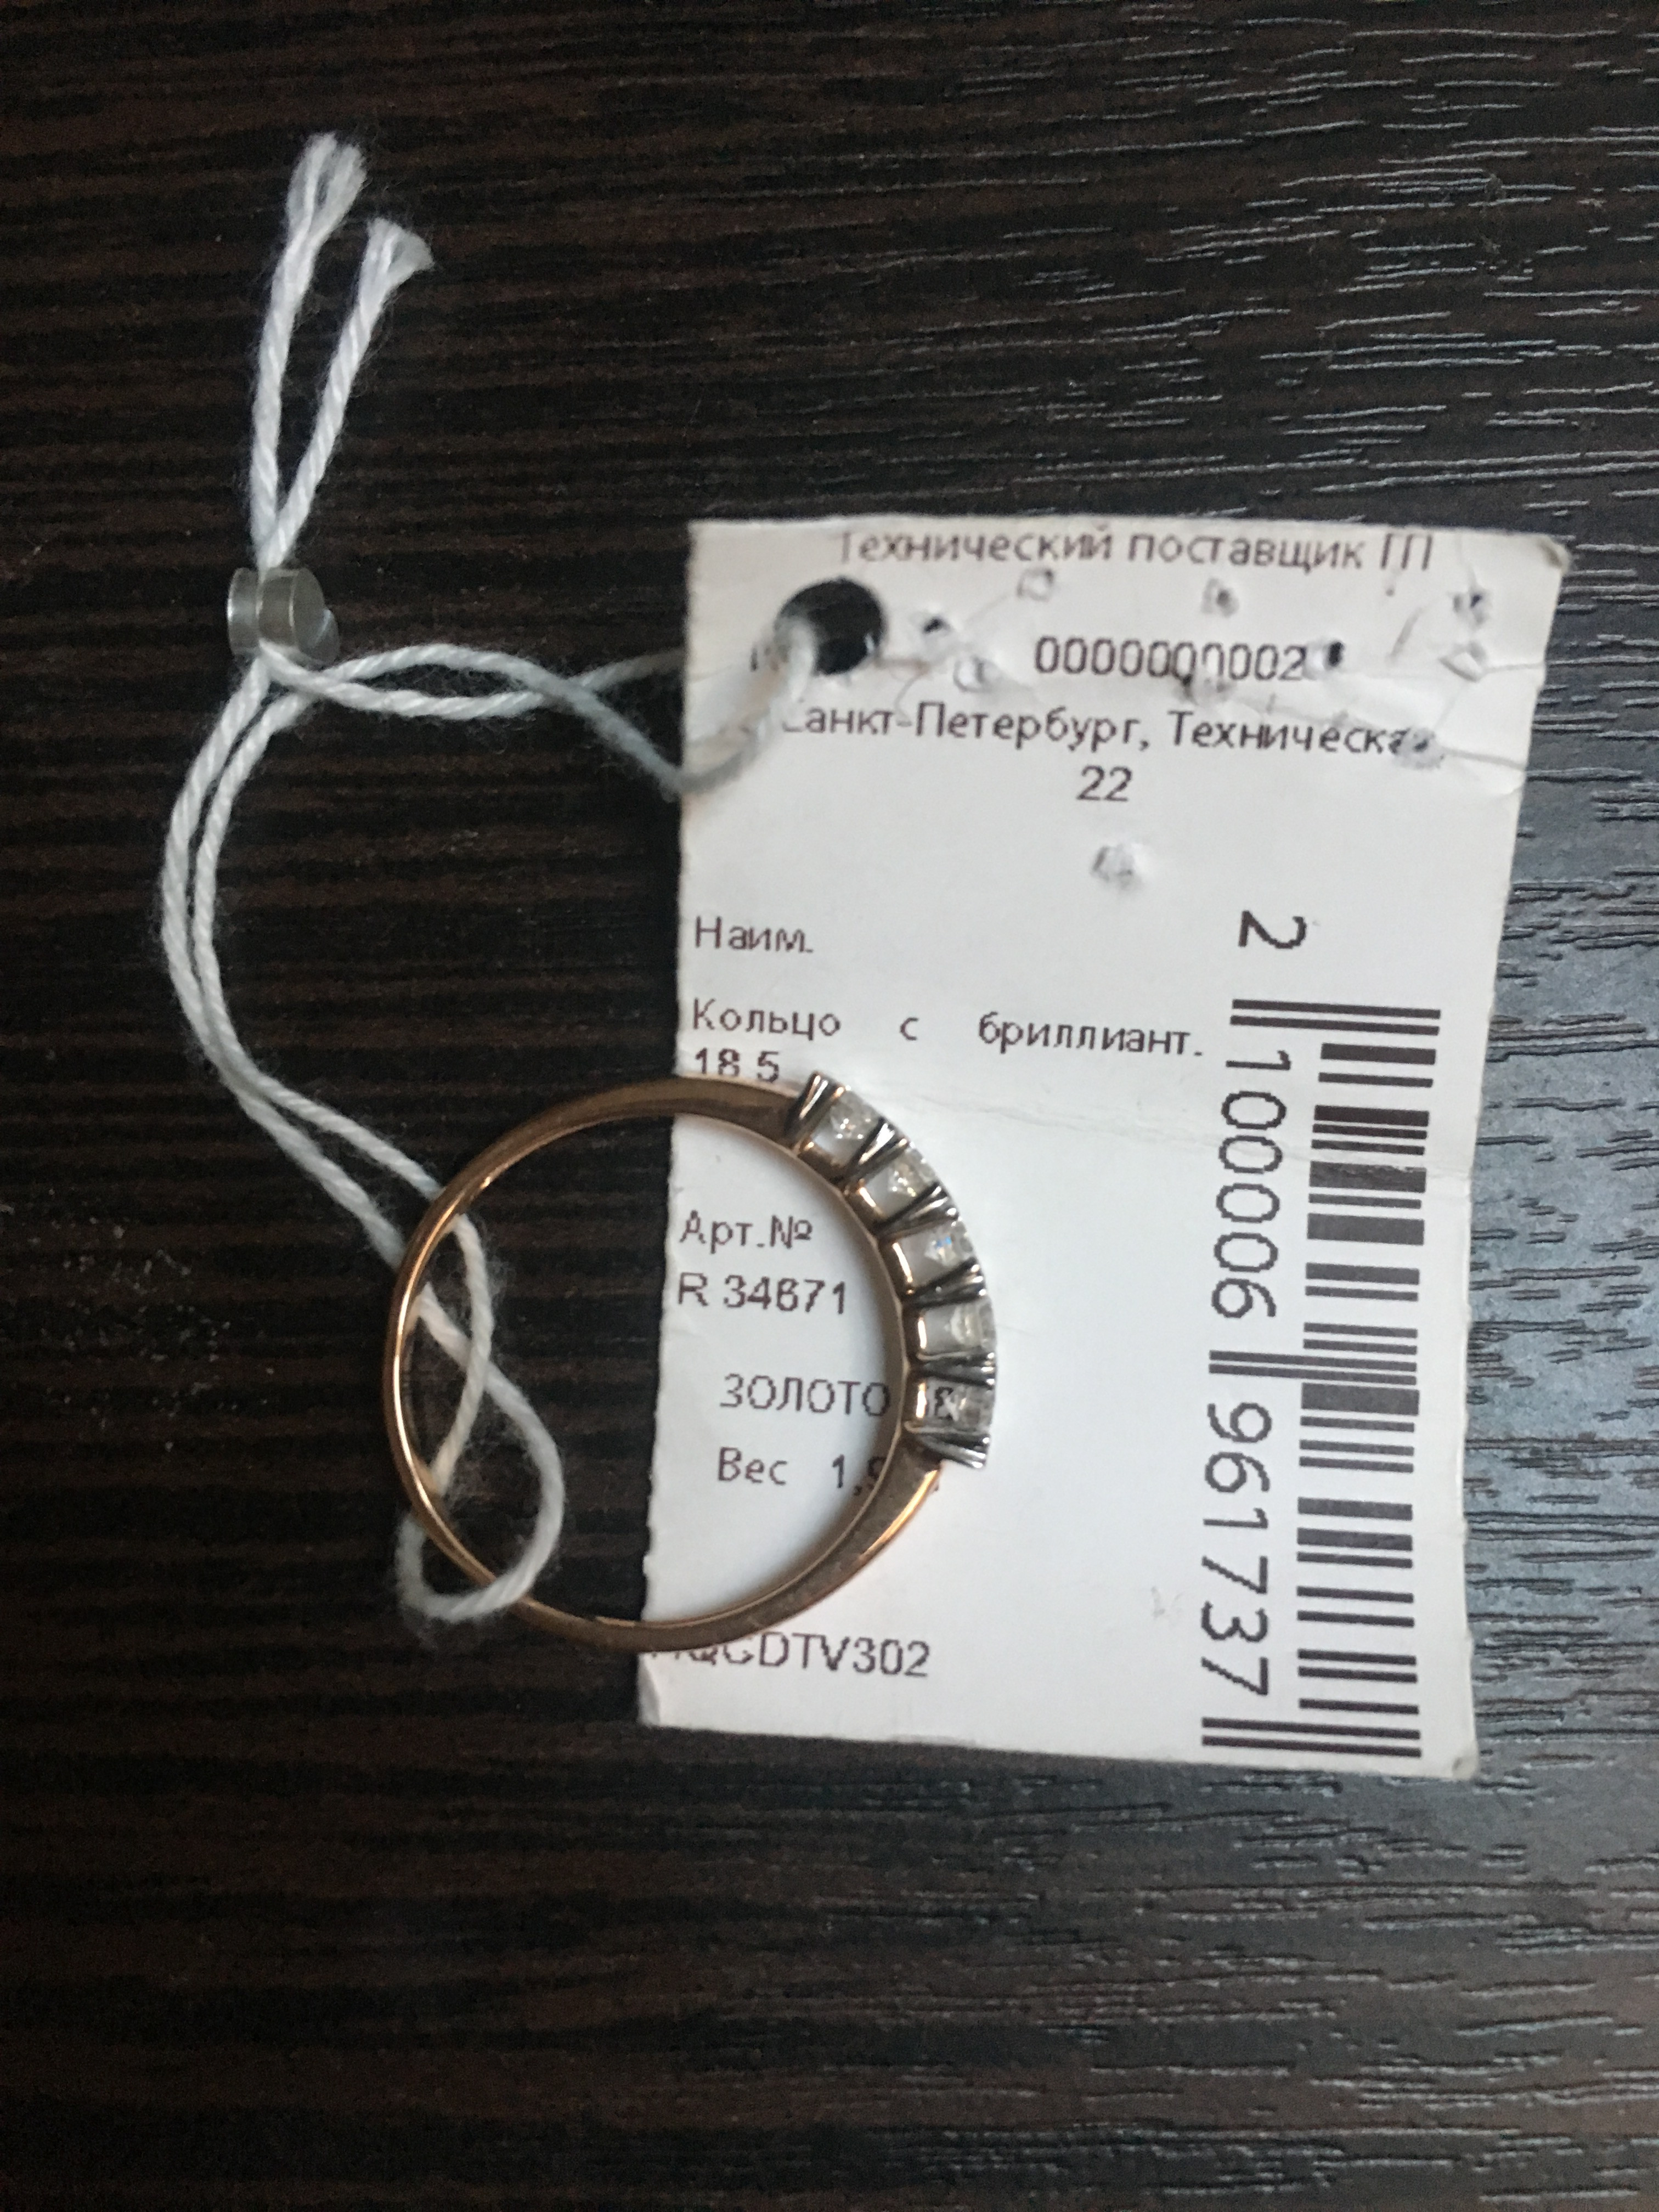 Технический поставщик ГП
0000000002
Санкт-Петербург,
22
Наим.
Кольцо с бриллиант.
18.5
Арт.№
R 34671
ЗОЛОТО
Вес
2 100006 961737